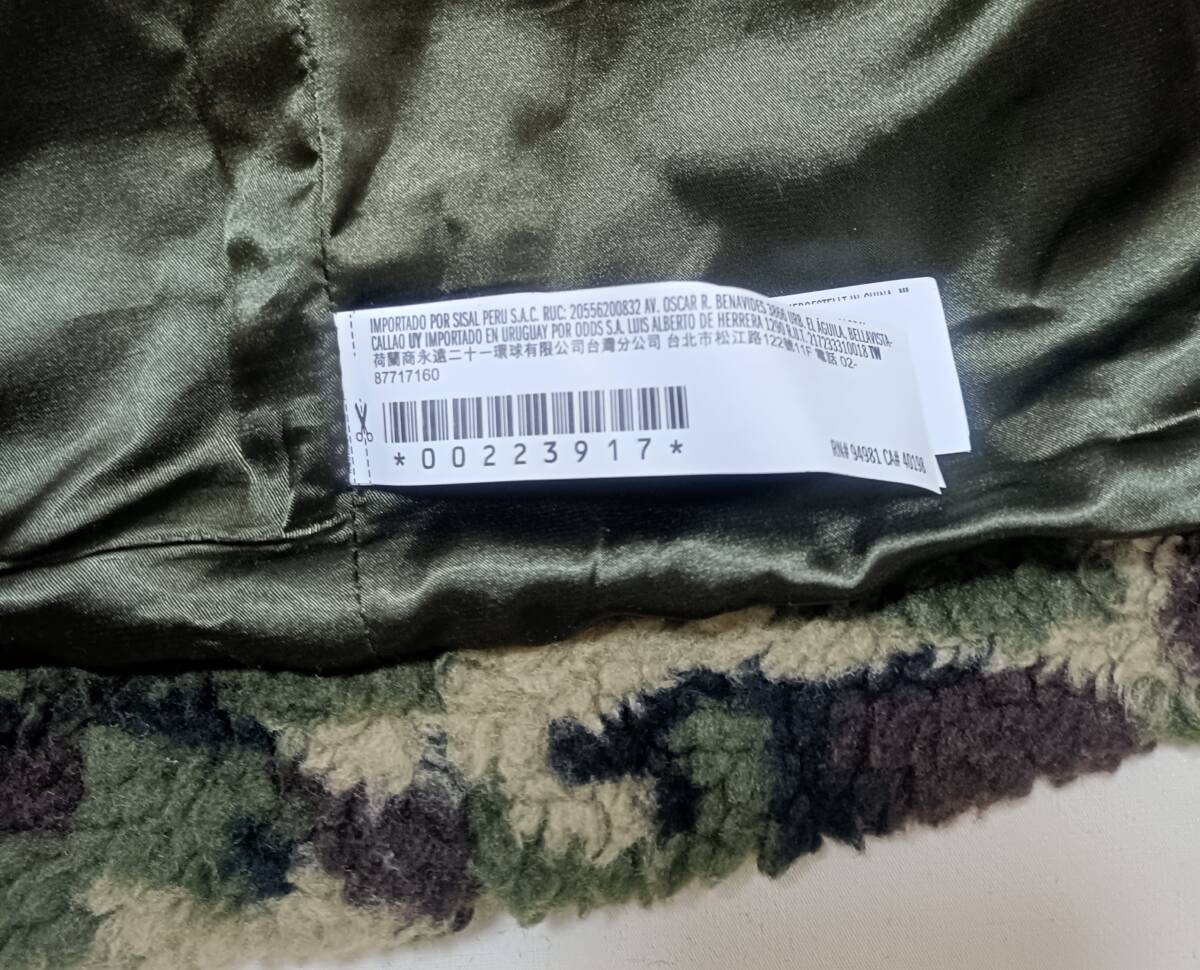 IMPORTADO POR SISAL PERU S.A.C. RUC: 20556200832 AV. OSCAR R. BENAVIDES 3866 URB. EL ÁGUILA, BELLAVISTA-
CALLAO UY IMPORTADO EN URUGUAY POR ODDS S.A. LUIS ALBERTO DE HERRERA 1290 R.U.T. 217233310018 TW
荷蘭商永遠二十一環球有限公司台灣分公司 台北市松江路122號11F 電話 02-
87717160
*00223917*
RN# 94981 CA# 40198
IN CHINA